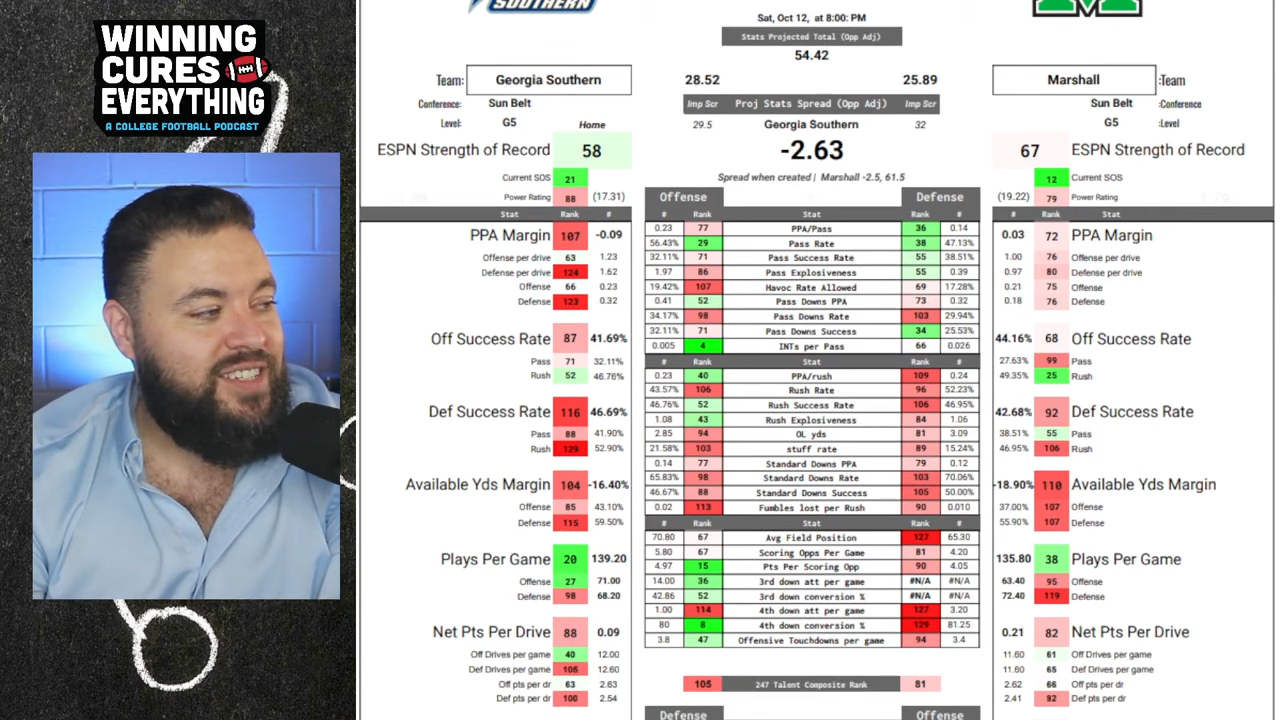 WINNING
CURES
EVERYTHING
A COLLEGE FOOTBALL PODCAST
SOUTHERN
Sat, Oct 12, at 8:00: PM
Stats Projected Total (Opp Adj)
54.42
Team: Georgia Southern 28.52 25.89 Marshall :Team
Conference: Sun Belt Imp Scr Proj Stats Spread (Opp Adj) Imp Scr Sun Belt :Conference
Level: G5 Home 29.5 Georgia Southern 32 G5 :Level
ESPN Strength of Record 58 -2.63 67 ESPN Strength of Record
Current SOS 21 Spread when created | Marshall -2.5, 61.5 12 Current SOS
Power Rating 88 (17.31) Offense Defense (19.22) 79 Power Rating
Stat Rank # # Rank Stat Rank # # Rank Stat
PPA Margin 107 -0.09 0.23 77 PPA/Pass 36 0.14 0.03 72 PPA Margin
56.43% 29 Pass Rate 38 47.13%
Offense per drive 63 1.23 32.11% 71 Pass Success Rate 55 38.51% 1.00 76 Offense per drive
Defense per drive 124 1.62 1.97 86 Pass Explosiveness 55 0.39 0.97 80 Defense per drive
Offense 66 0.23 19.42% 107 Havoc Rate Allowed 69 17.28% 0.21 75 Offense
Defense 123 0.32 0.41 52 Pass Downs PPA 73 0.32 0.18 76 Defense
34.17% 98 Pass Downs Rate 103 29.94%
Off Success Rate 87 41.69% 32.11% 71 Pass Downs Success 34 25.53% 44.16% 68 Off Success Rate
0.005 4 INTs per Pass 66 0.026
Pass 71 32.11% # Rank Stat Rank # 27.63% 99 Pass
Rush 52 46.76% 0.23 40 PPA/rush 109 0.24 49.35% 25 Rush
43.57% 106 Rush Rate 96 52.23%
Def Success Rate 116 46.69% 46.76% 52 Rush Success Rate 106 46.95% 42.68% 92 Def Success Rate
1.08 43 Rush Explosiveness 84 1.06
Pass 88 41.90% 2.85 94 OL yds 81 3.09 38.51% 55 Pass
Rush 129 52.90% 21.58% 103 stuff rate 89 15.24% 46.95% 106 Rush
0.14 77 Standard Downs PPA 79 0.12
65.83% 98 Standard Downs Rate 103 70.06%
Available Yds Margin 104 -16.40% 46.67% 88 Standard Downs Success 105 50.00% -18.90% 110 Available Yds Margin
Offense 85 43.10% 0.02 113 Fumbles lost per Rush 90 0.010 37.00% 107 Offense
Defense 115 59.50% # Rank Stat Rank # 55.90% 107 Defense
70.80 67 Avg Field Position 127 65.30
Plays Per Game 20 139.20 5.80 67 Scoring Opps Per Game 81 4.20 135.80 38 Plays Per Game
4.97 15 Pts Per Scoring Opp 90 4.05
Offense 27 71.00 14.00 36 3rd down att per game #N/A #N/A 63.40 95 Offense
Defense 98 68.20 42.86 52 3rd down conversion % #N/A #N/A 72.40 119 Defense
1.00 114 4th down att per game 127 3.20
80 8 4th down conversion % 129 81.25
Net Pts Per Drive 88 0.09 3.8 47 Offensive Touchdowns per game 94 3.4 0.21 82 Net Pts Per Drive
Off Drives per game 40 12.00 11.60 61 Off Drives per game
Def Drives per game 105 12.60 11.60 65 Def Drives per game
Off pts per dr 63 2.63 105 247 Talent Composite Rank 81 2.62 66 Off pts per dr
Def pts per dr 100 2.54 2.41 92 Def pts per dr
Defense Offense